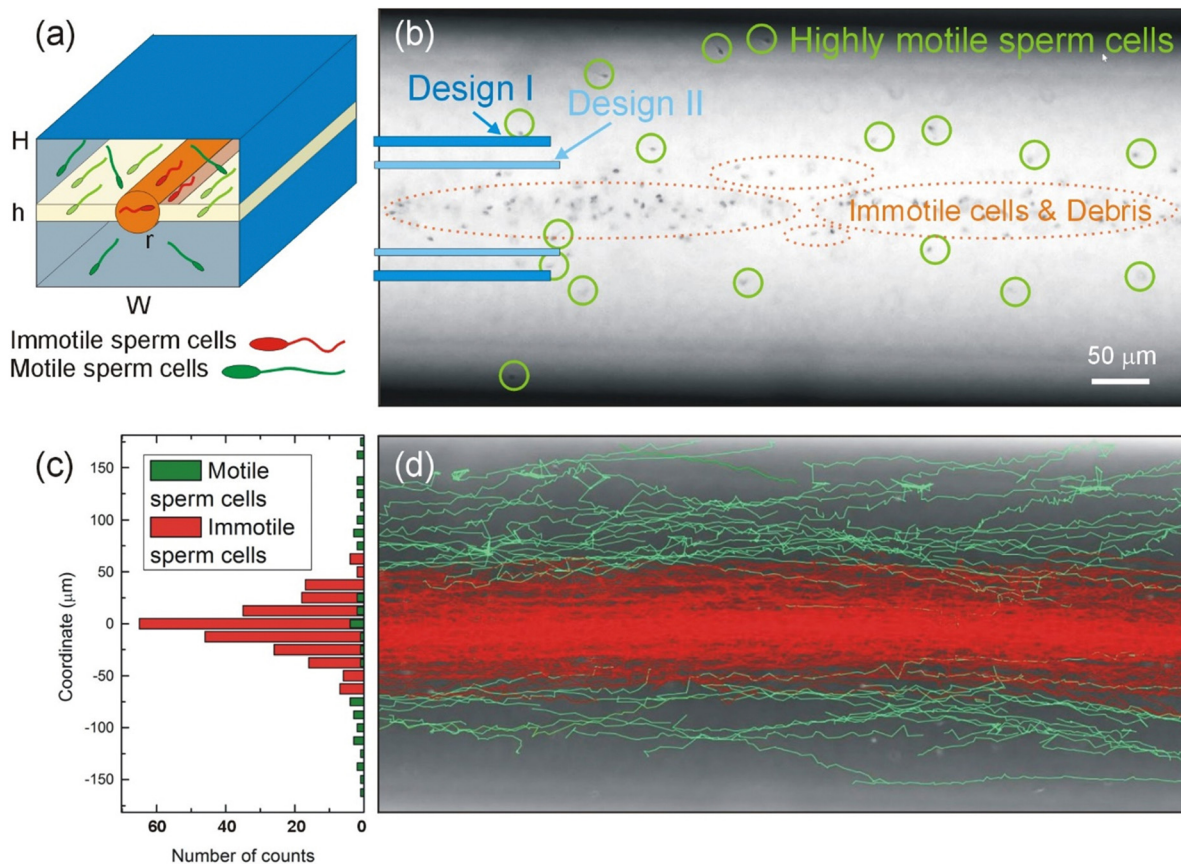 (a)
H
h
r
W
Immotile sperm cells
Motile sperm cells
(b)
Highly motile sperm cells
Design I
Design II
Immotile cells & Debris
50 μm
(c)
Motile
sperm cells
Immotile
sperm cells
150
100
50
0
-50
-100
-150
Coordinate (μm)
60
40
20
0
Number of counts
(d)